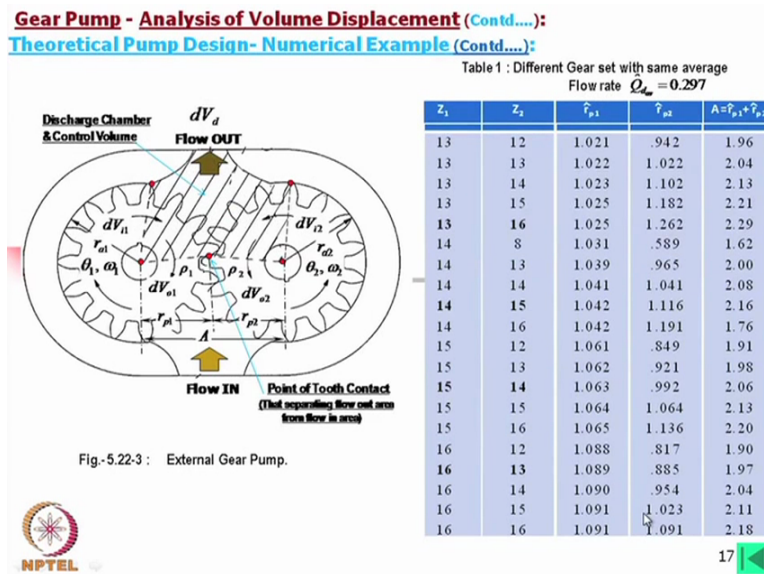 Gear Pump - Analysis of Volume Displacement (Contd....):
Theoretical Pump Design- Numerical Example (Contd....):
Table 1 : Different Gear set with same average
Flow rate Q̂d = 0.297
Discharge Chamber
& Control Volume
dVd
Flow OUT
dVi1
dVi2
ra1
ra2
θ1, ω1
ρ1
ρ2
θ2, ω2
dVo1
dVo2
rp1
rp2
A
Flow IN
Point of Tooth Contact
(That separating flow out area
from flow in area)
Fig.-5.22-3 : External Gear Pump.
Z1 Z2 r̂p1 r̂p2 A=r̂p1+r̂p
13 12 1.021 .942 1.96
13 13 1.022 1.022 2.04
13 14 1.023 1.102 2.13
13 15 1.025 1.182 2.21
13 16 1.025 1.262 2.29
14 8 1.031 .589 1.62
14 13 1.039 .965 2.00
14 14 1.041 1.041 2.08
14 15 1.042 1.116 2.16
14 16 1.042 1.191 1.76
15 12 1.061 .849 1.91
15 13 1.062 .921 1.98
15 14 1.063 .992 2.06
15 15 1.064 1.064 2.13
15 16 1.065 1.136 2.20
16 12 1.088 .817 1.90
16 13 1.089 .885 1.97
16 14 1.090 .954 2.04
16 15 1.091 1.023 2.11
16 16 1.091 1.091 2.18
NPTEL
17